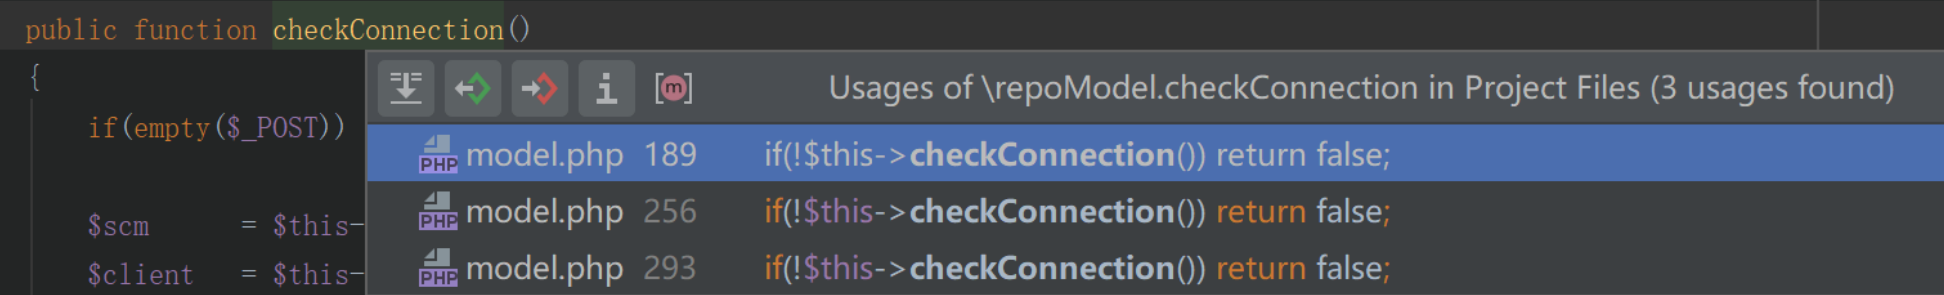 public function checkConnection()
{
Usages of \repoModel.checkConnection in Project Files (3 usages found)
if(empty($_POST))
PHP model.php 189 if(!$this->checkConnection()) return false;
PHP model.php 256 if(!$this->checkConnection()) return false;
$scm = $this-
PHP model.php 293 if(!$this->checkConnection()) return false;
$client = $this-